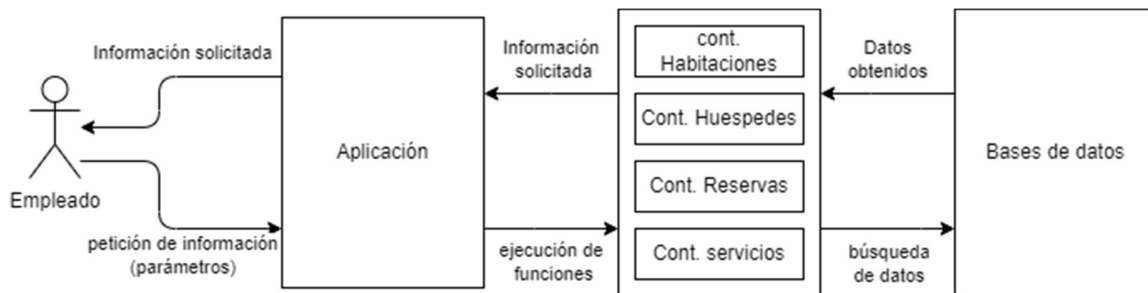 Información solicitada
Empleado
petición de información
(parámetros)
Aplicación
Información
solicitada
ejecución de
funciones
cont.
Habitaciones
Cont. Huespedes
Cont. Reservas
Cont. servicios
Datos
obtenidos
búsqueda
de datos
Bases de datos